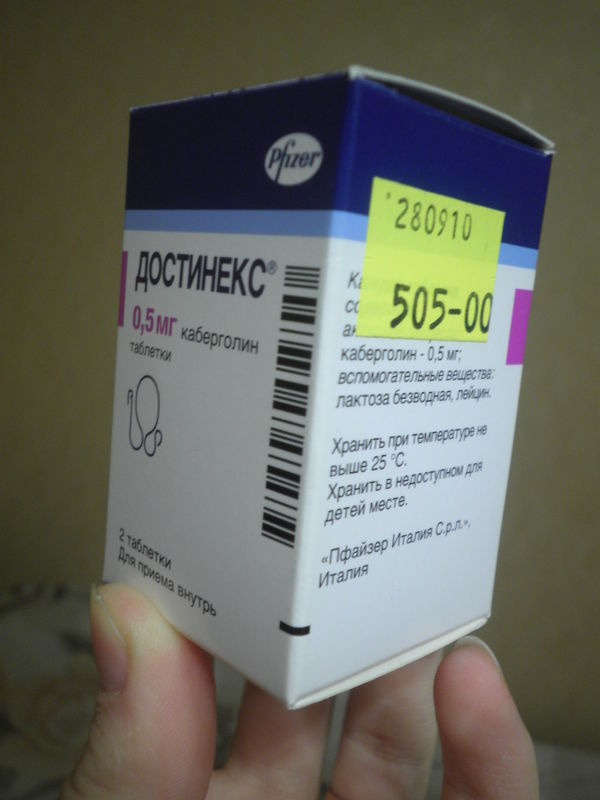 Pfizer
ДОСТИНЕКС®
0,5 мг каберголин
таблетки
2 таблетки
Для приема внутрь
280910
505-00
каберголин - 0,5 мг;
вспомогательные вещества:
лактоза безводная, лейцин.
Хранить при температуре не
выше 25 °C.
Хранить в недоступном для
детей месте.
«Пфайзер Италия С.р.л.»,
Италия